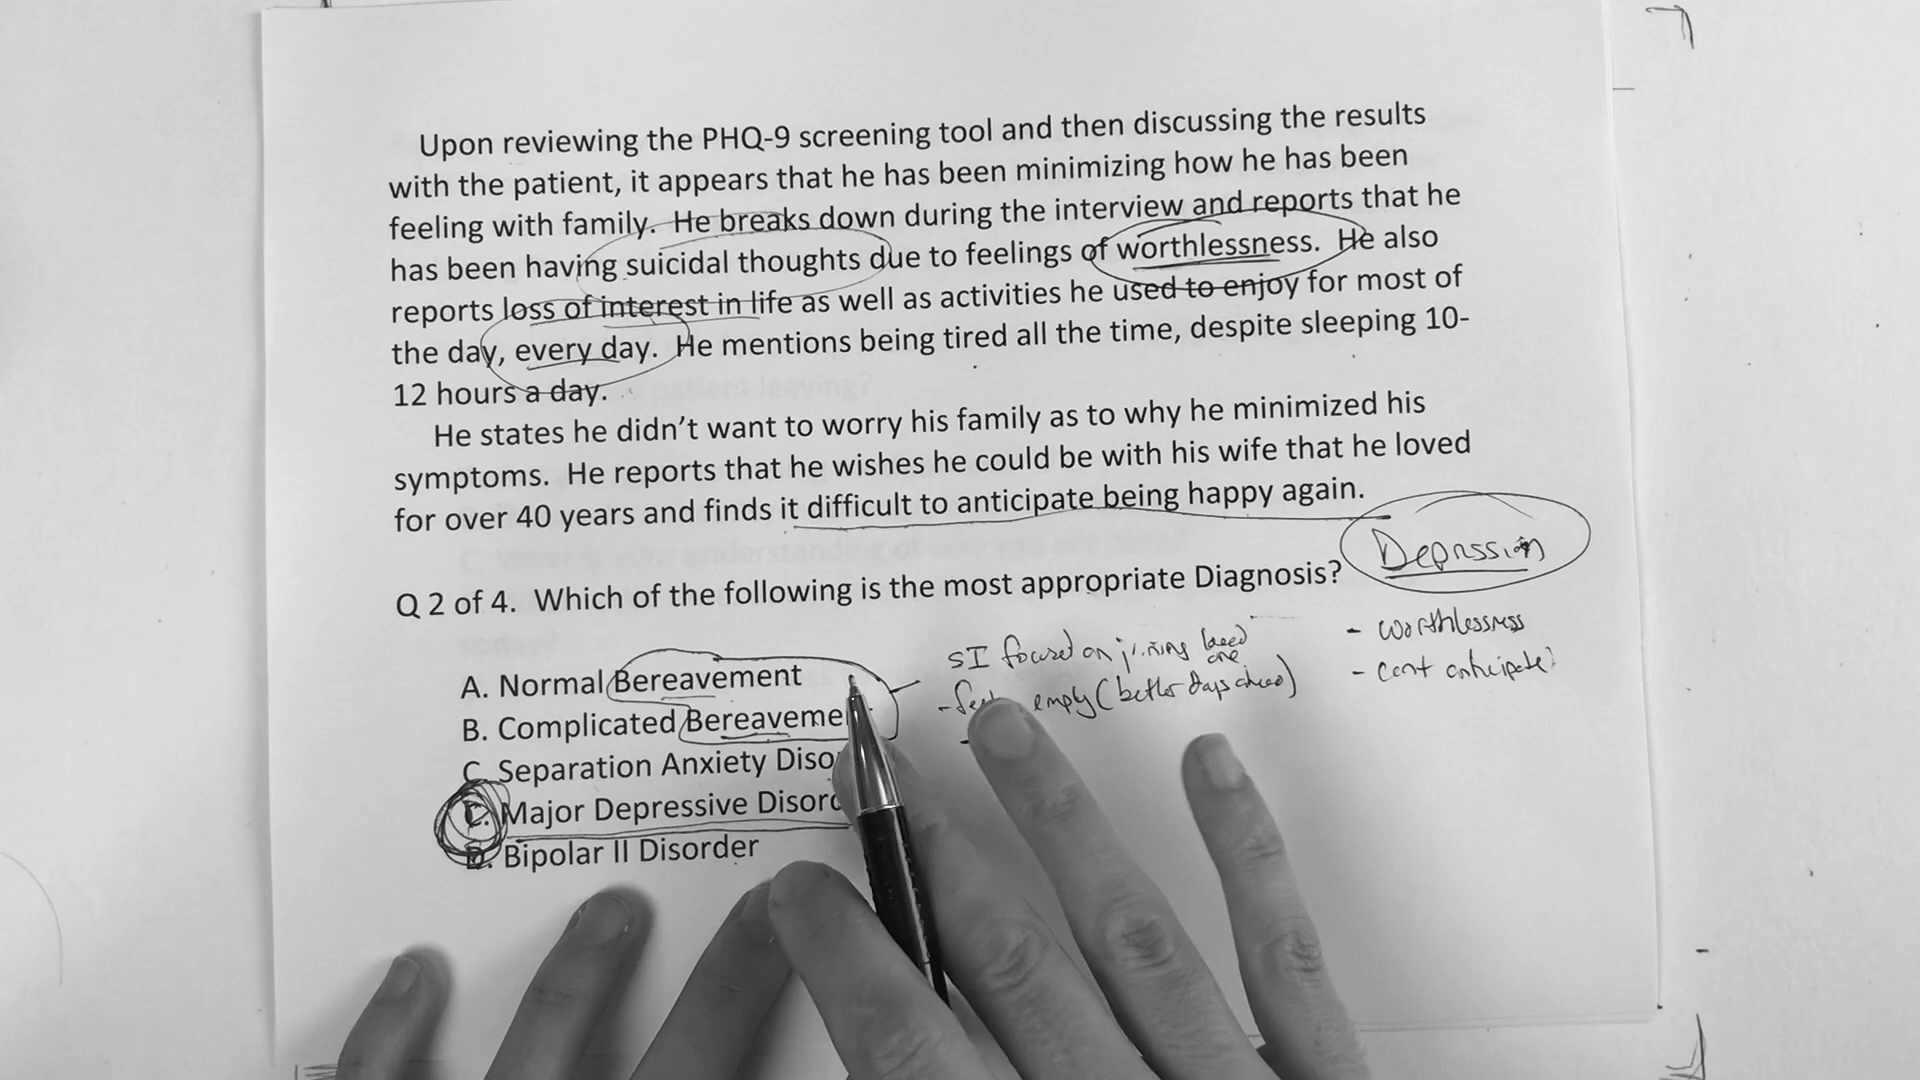 Upon reviewing the PHQ-9 screening tool and then discussing the results
with the patient, it appears that he has been minimizing how he has been
feeling with family. He breaks down during the interview and reports that he
has been having suicidal thoughts due to feelings of worthlessness. He also
reports loss of interest in life as well as activities he used to enjoy for most of
the day, every day. He mentions being tired all the time, despite sleeping 10-
12 hours a day.
He states he didn't want to worry his family as to why he minimized his
symptoms. He reports that he wishes he could be with his wife that he loved
for over 40 years and finds it difficult to anticipate being happy again.
Depression
Q 2 of 4. Which of the following is the most appropriate Diagnosis?
- worthlessness
- can't anticipate
SI focused on joining loved one
- empty (better days ahead)
A. Normal Bereavement
B. Complicated Bereaveme
C. Separation Anxiety Diso
C. Major Depressive Disord
D. Bipolar II Disorder